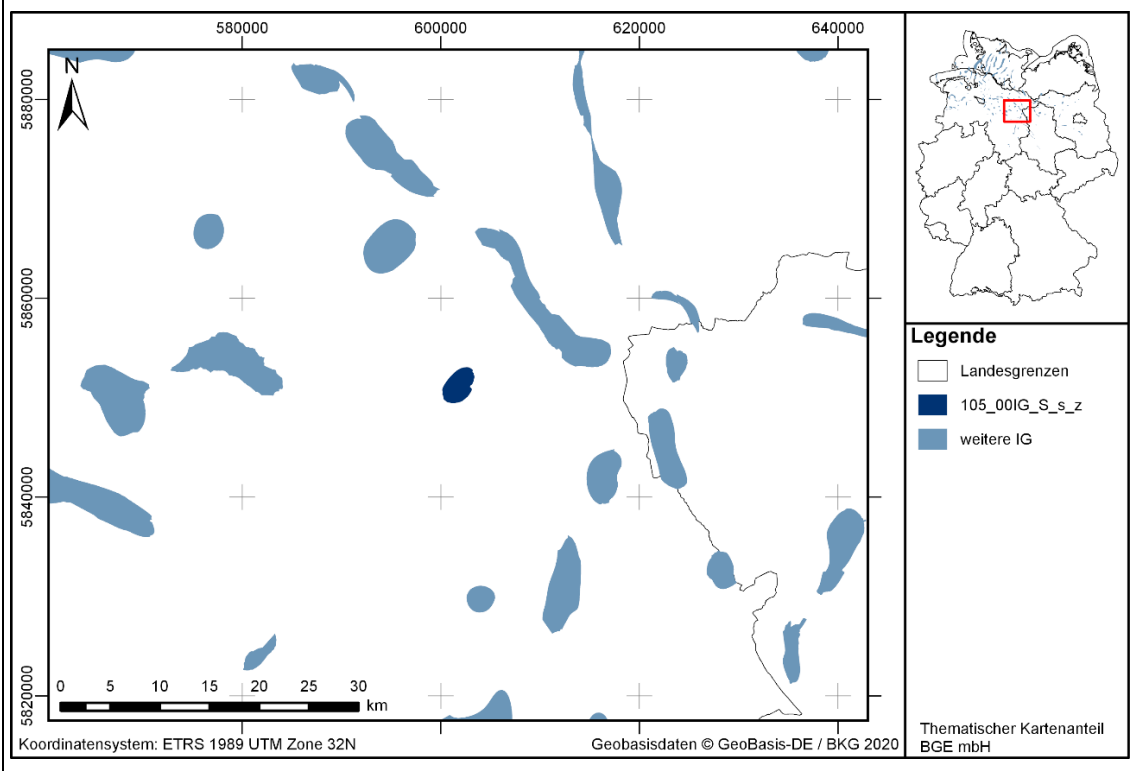 580000 600000 620000 640000
N
5880000
5860000
5840000
5820000
0 5 10 15 20 25 30
km
Koordinatensystem: ETRS 1989 UTM Zone 32N
Geobasisdaten © GeoBasis-DE / BKG 2020
Legende
Landesgrenzen
105_00IG_S_s_z
weitere IG
Thematischer Kartenanteil
BGE mbH